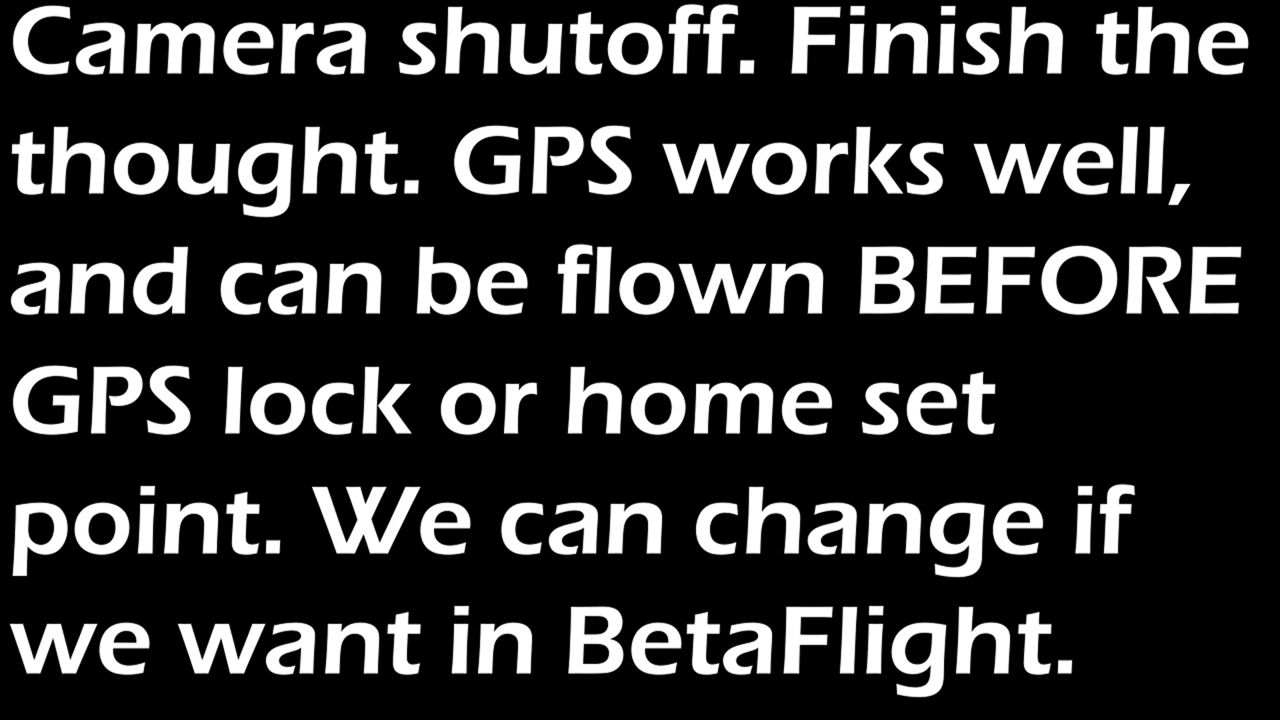 Camera shutoff. Finish the
thought. GPS works well,
and can be flown BEFORE
GPS lock or home set
point. We can change if
we want in BetaFlight.